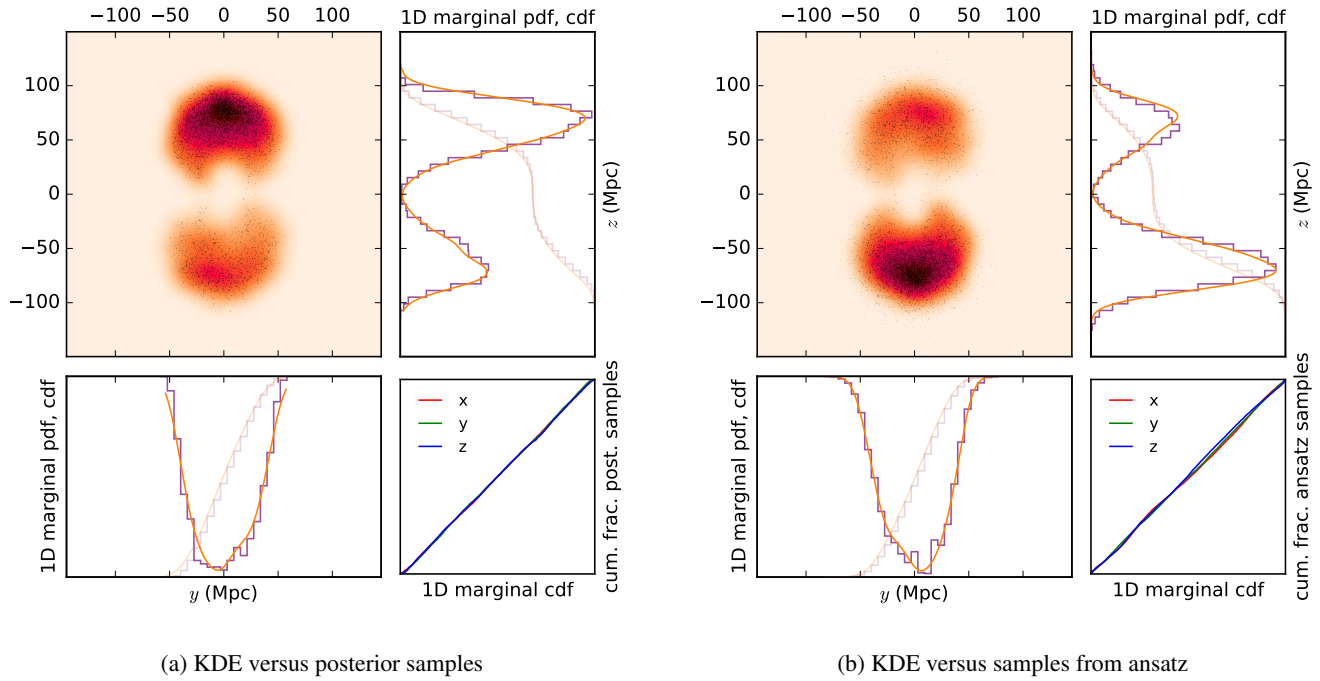 −100 −50 0 50 100
1D marginal pdf, cdf
100
50
0
−50
−100
z (Mpc)
1D marginal pdf, cdf
y (Mpc)
x
y
z
1D marginal cdf
cum. frac. post. samples
(a) KDE versus posterior samples
−100 −50 0 50 100
1D marginal pdf, cdf
100
50
0
−50
−100
z (Mpc)
1D marginal pdf, cdf
y (Mpc)
x
y
z
1D marginal cdf
cum. frac. ansatz samples
(b) KDE versus samples from ansatz